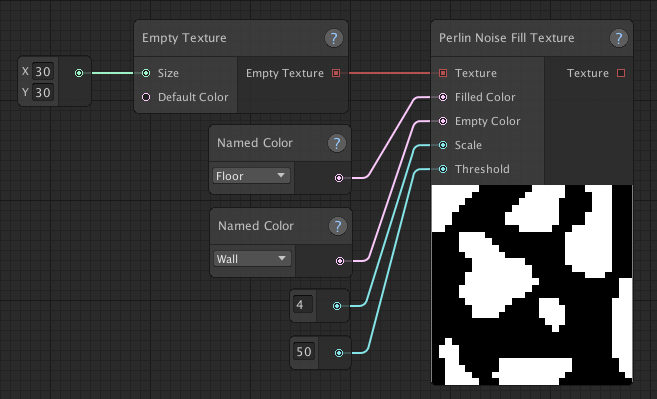 Empty Texture
?
X 30
Y 30
Size
Empty Texture
Default Color
Named Color
?
Floor
Named Color
?
Wall
4
50
Perlin Noise Fill Texture
?
Texture
Texture
Filled Color
Empty Color
Scale
Threshold